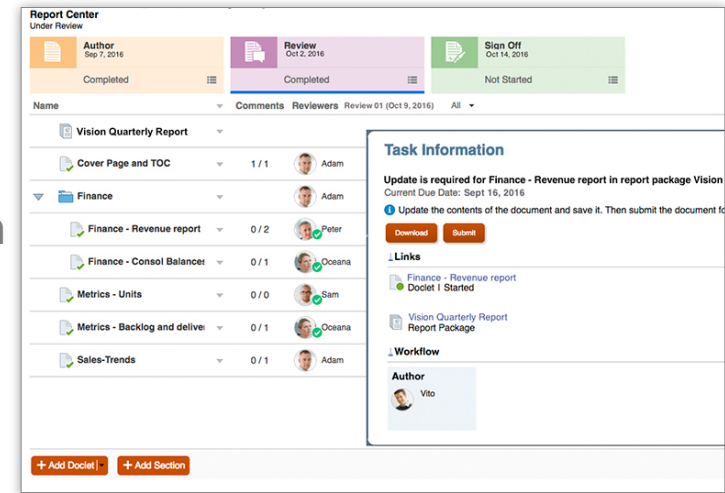 Report Center
Under Review
Author
Sep 7, 2016
Completed
Review
Oct 2, 2016
Completed
Sign Off
Oct 14, 2016
Not Started
Name Comments Reviewers Review 01 (Oct 9, 2016) All
Vision Quarterly Report
Cover Page and TOC 1 / 1 Adam
Finance Adam
Finance - Revenue report 0 / 2 Peter
Finance - Consol Balances 0 / 1 Oceana
Metrics - Units 0 / 0 Sam
Metrics - Backlog and deliver 0 / 1 Oceana
Sales-Trends 0 / 1 Adam
+ Add Doclet
+ Add Section
Task Information
Update is required for Finance - Revenue report in report package Vision
Current Due Date: Sept 16, 2016
Update the contents of the document and save it. Then submit the document fo
Download Submit
Links
Finance - Revenue report
Doclet | Started
Vision Quarterly Report
Report Package
Workflow
Author
Vito